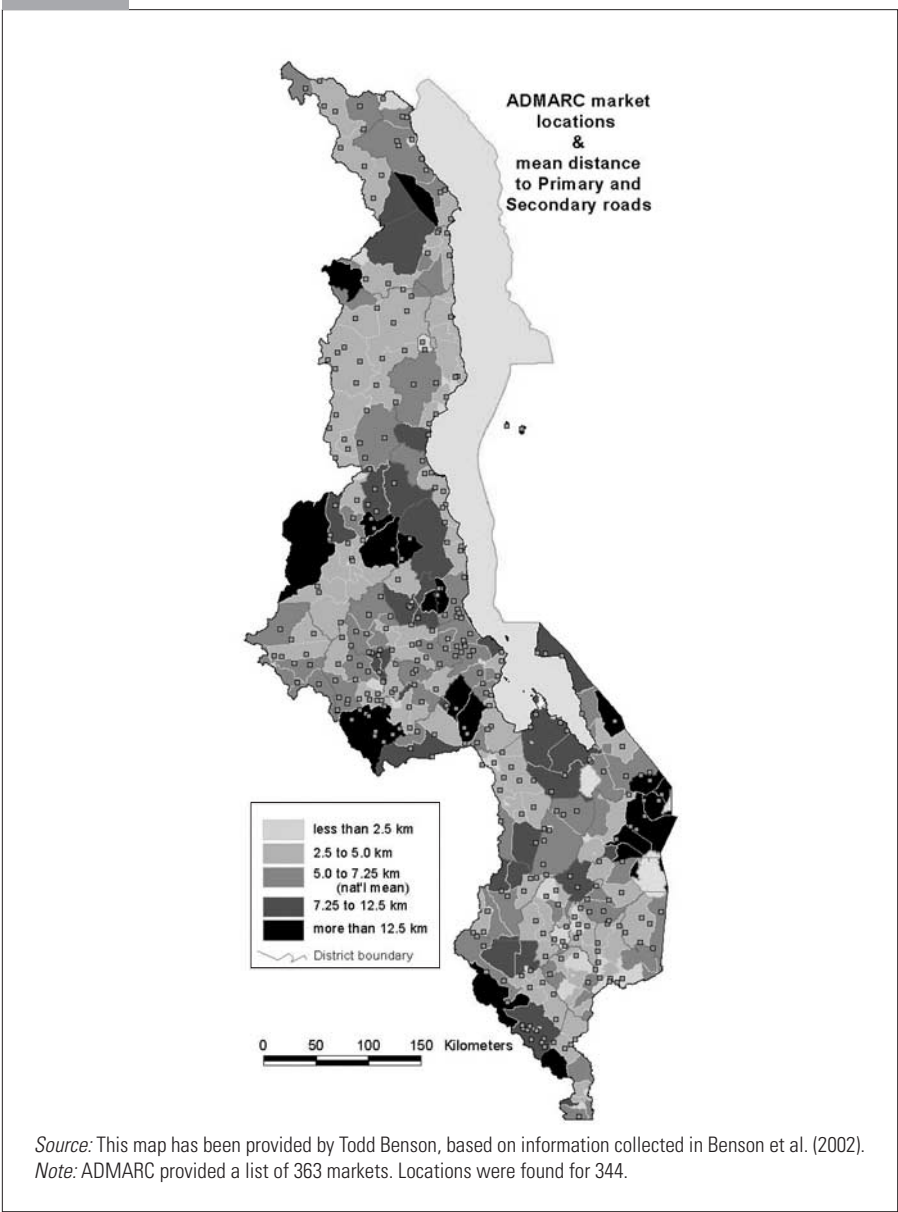 ADMARC market
locations
&
mean distance
to Primary and
Secondary roads
less than 2.5 km
2.5 to 5.0 km
5.0 to 7.25 km
(nat'l mean)
7.25 to 12.5 km
more than 12.5 km
District boundary
0 50 100 150 Kilometers
Source: This map has been provided by Todd Benson, based on information collected in Benson et al. (2002).
Note: ADMARC provided a list of 363 markets. Locations were found for 344.